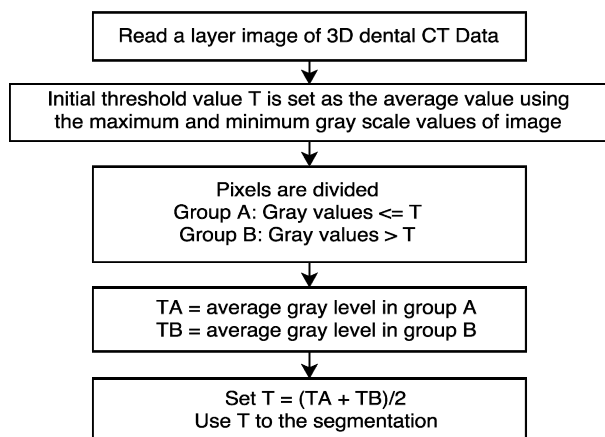 Read a layer image of 3D dental CT Data
Initial threshold value T is set as the average value using
the maximum and minimum gray scale values of image
Pixels are divided
Group A: Gray values <= T
Group B: Gray values > T
TA = average gray level in group A
TB = average gray level in group B
Set T = (TA + TB)/2
Use T to the segmentation